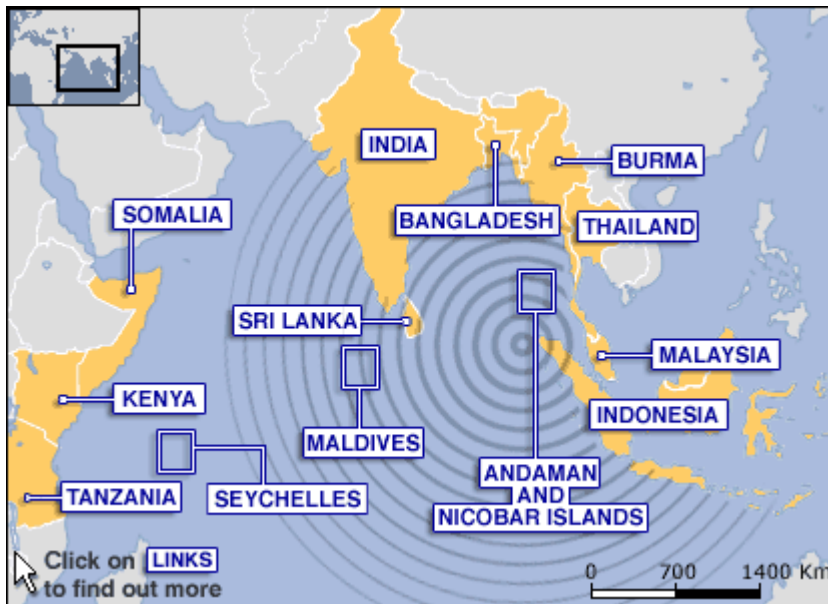 INDIA
BURMA
BANGLADESH
THAILAND
SOMALIA
SRI LANKA
MALAYSIA
KENYA
INDONESIA
MALDIVES
ANDAMAN
AND
NICOBAR ISLANDS
TANZANIA
SEYCHELLES
Click on LINKS
to find out more
0 700 1400 Km